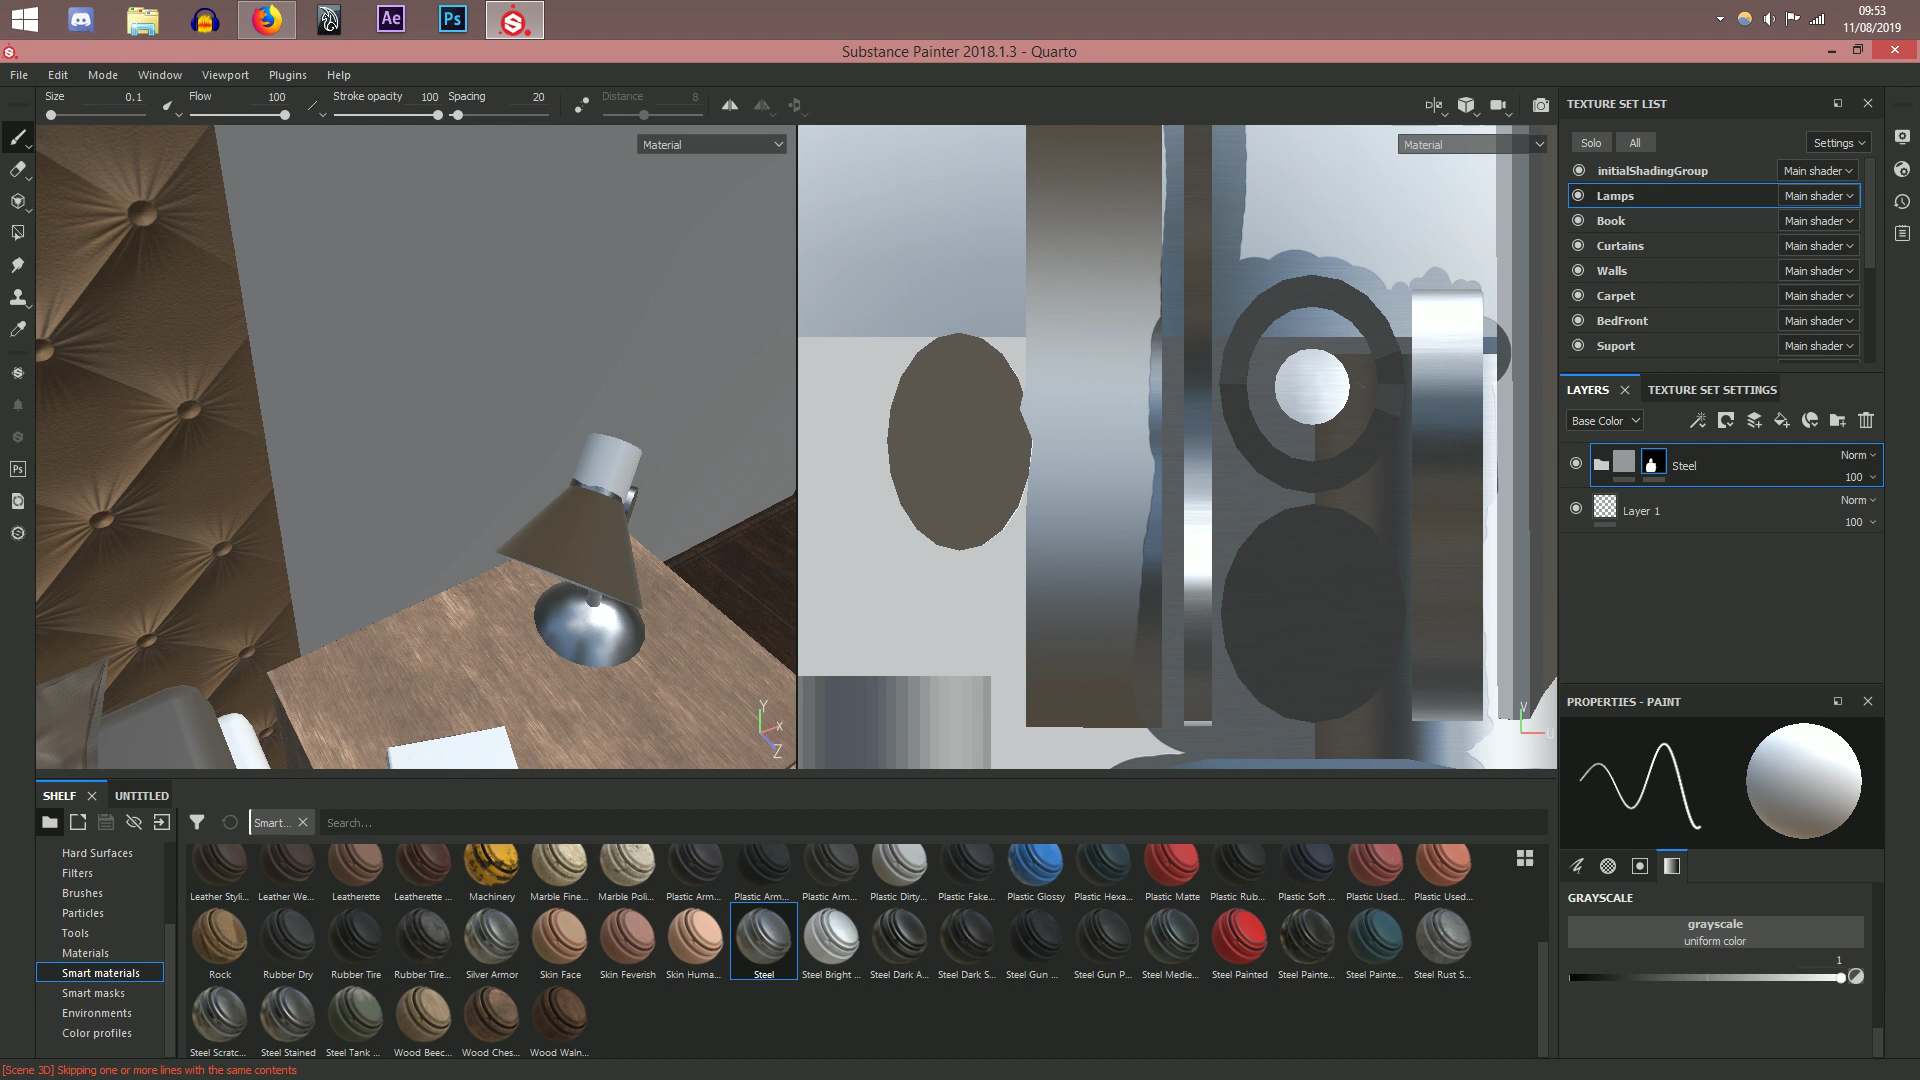 Ae
Ps
09:53
11/08/2019
Substance Painter 2018.1.3 - Quarto
File Edit Mode Window Viewport Plugins Help
Size 0.1 Flow 100 Stroke opacity 100 Spacing 20 Distance 8
Material
Material
Y
X
Z
V
U
TEXTURE SET LIST
Solo All Settings
initialShadingGroup Main shader
Lamps Main shader
Book Main shader
Curtains Main shader
Walls Main shader
Carpet Main shader
BedFront Main shader
Suport Main shader
LAYERS TEXTURE SET SETTINGS
Base Color
Steel Norm 100
Layer 1 Norm 100
PROPERTIES - PAINT
GRAYSCALE
grayscale
uniform color
1
Ps
SHELF UNTITLED
Smart... Search...
Hard Surfaces
Filters
Brushes
Particles
Tools
Materials
Smart materials
Smart masks
Environments
Color profiles
Leather Styli... Leather We... Leatherette Leatherette ... Machinery Marble Fine... Marble Poli... Plastic Arm... Plastic Arm... Plastic Arm... Plastic Dirty... Plastic Fake... Plastic Glossy Plastic Hexa... Plastic Matte Plastic Rub... Plastic Soft ... Plastic Used... Plastic Used...
Rock Rubber Dry Rubber Tire Rubber Tire... Silver Armor Skin Face Skin Feverish Skin Huma... Steel Steel Bright ... Steel Dark A... Steel Dark S... Steel Gun ... Steel Gun P... Steel Medie... Steel Painted Steel Painte... Steel Painte... Steel Rust S...
Steel Scratc... Steel Stained Steel Tank ... Wood Beec... Wood Ches... Wood Waln...
[Scene 3D] Skipping one or more lines with the same contents